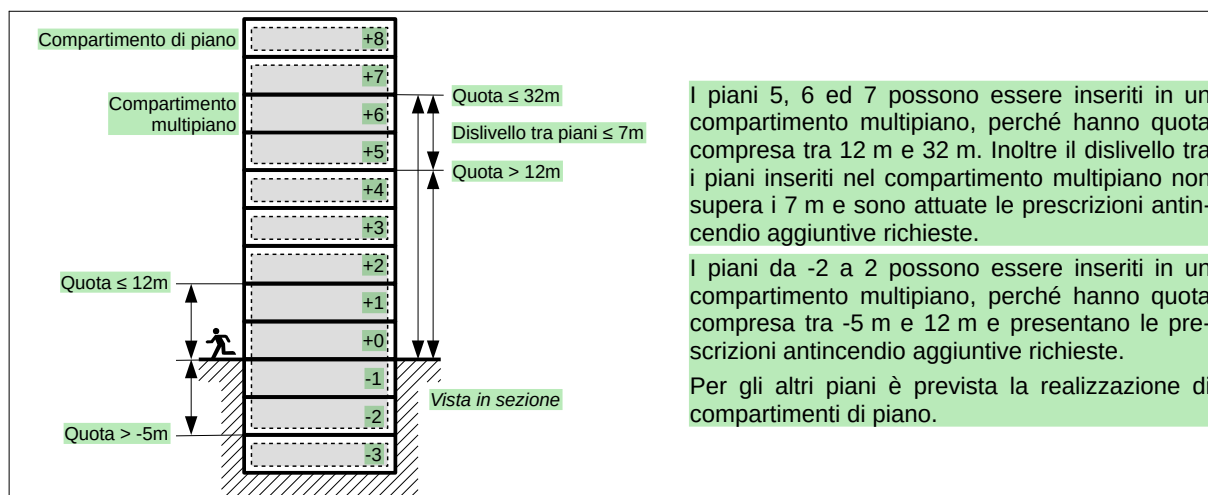 Compartimento di piano
Compartimento
multipiano
Quota ≤ 12m
Quota > -5m
+8
+7
+6
+5
+4
+3
+2
+1
+0
-1
-2
-3
Quota ≤ 32m
Dislivello tra piani ≤ 7m
Quota > 12m
Vista in sezione
I piani 5, 6 ed 7 possono essere inseriti in un
compartimento multipiano, perché hanno quota
compresa tra 12 m e 32 m. Inoltre il dislivello tra
i piani inseriti nel compartimento multipiano non
supera i 7 m e sono attuate le prescrizioni antin-
cendio aggiuntive richieste.
I piani da -2 a 2 possono essere inseriti in un
compartimento multipiano, perché hanno quota
compresa tra -5 m e 12 m e presentano le pre-
scrizioni antincendio aggiuntive richieste.
Per gli altri piani è prevista la realizzazione di
compartimenti di piano.